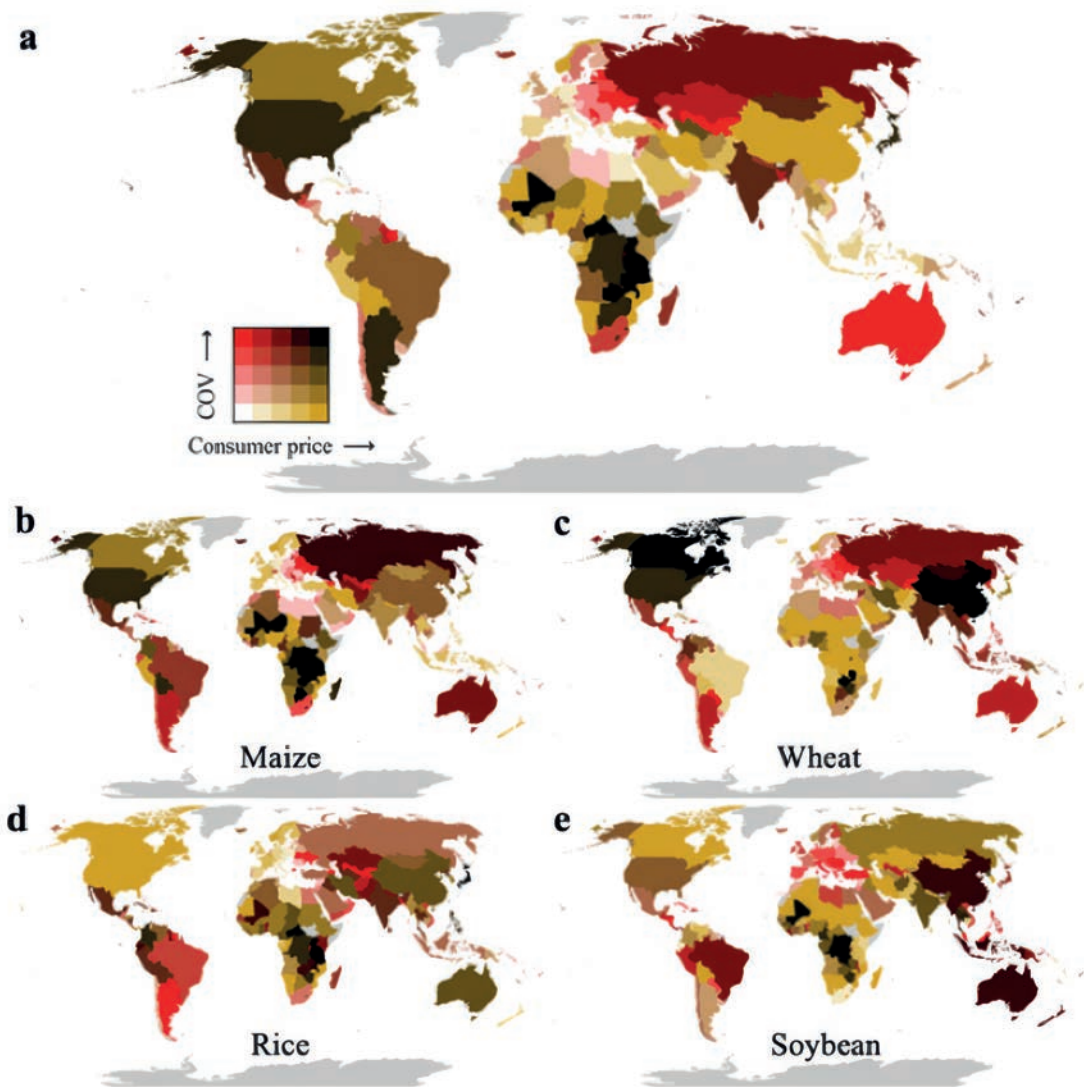 a
COV →
Consumer price →
b
c
Maize
Wheat
d
e
Rice
Soybean